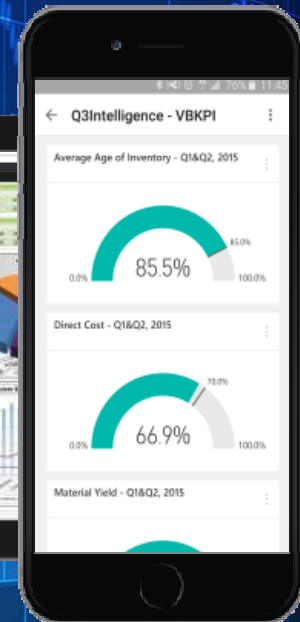 76% 11:45
← Q3Intelligence - VBKPI
Average Age of Inventory - Q1&Q2, 2015
85.0%
85.5%
0.0%
100.0%
Direct Cost - Q1&Q2, 2015
70.0%
66.9%
0.0%
100.0%
Material Yield - Q1&Q2, 2015